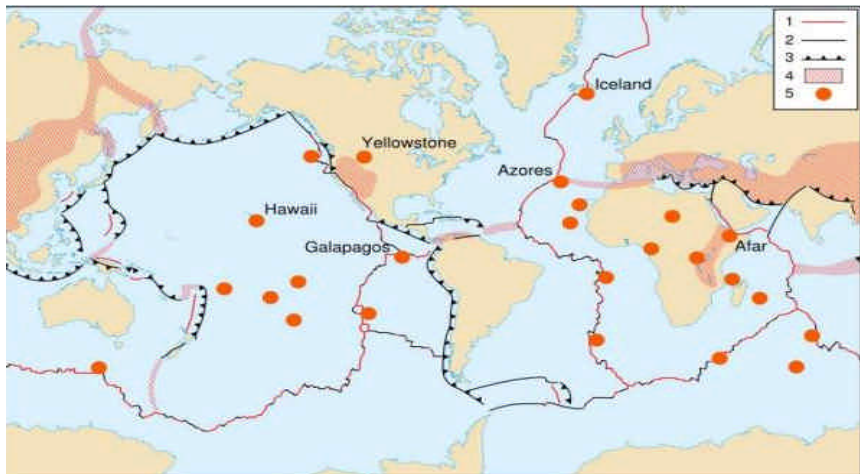 1
2
3
4
5
Iceland
Yellowstone
Azores
Hawaii
Galapagos
Afar